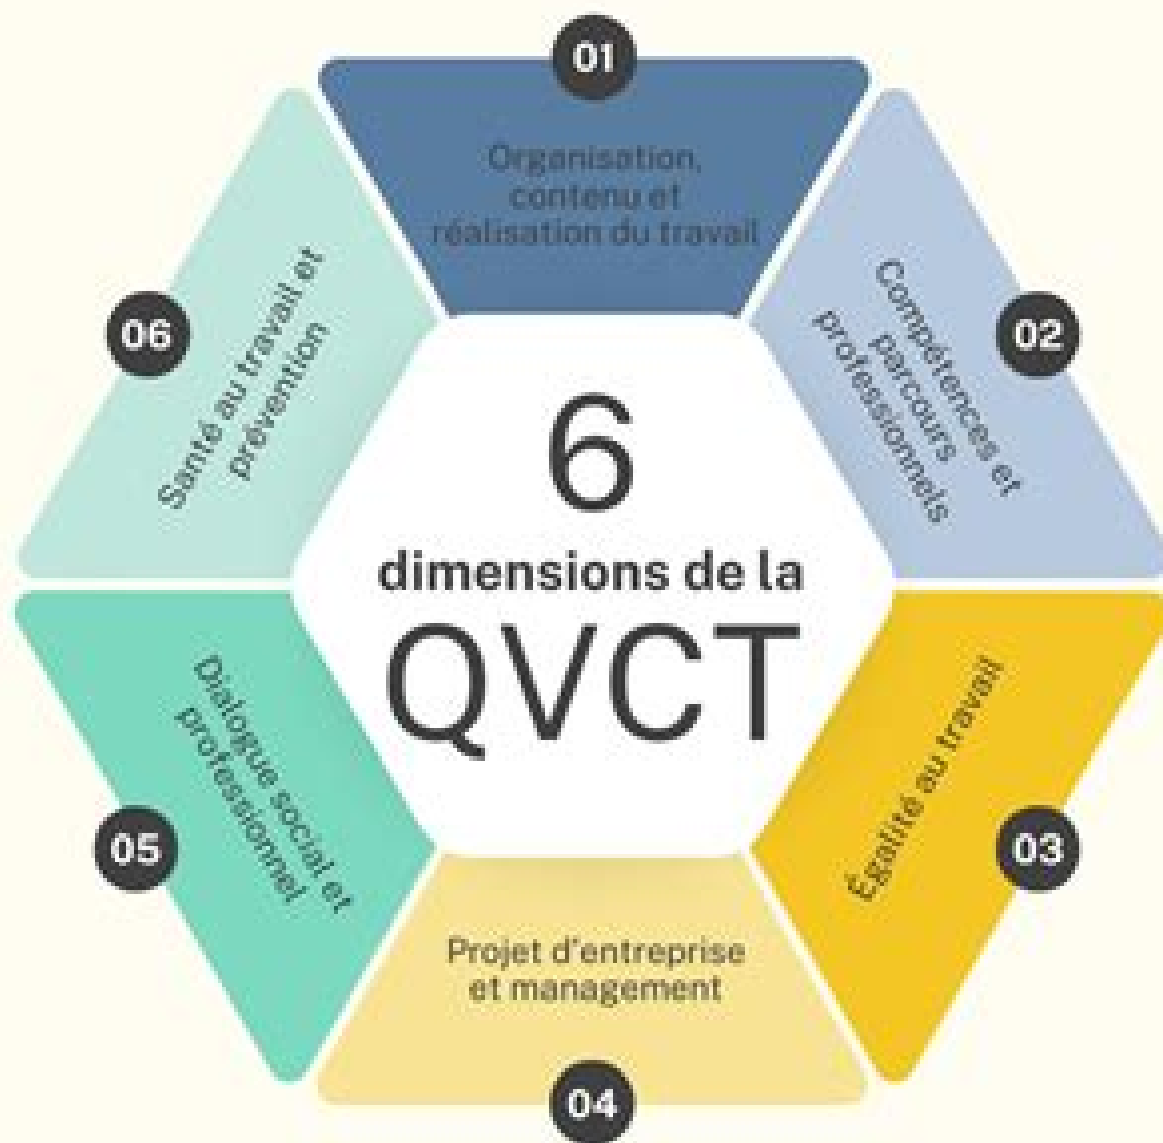 01
Organisation,
contenu et
réalisation du travail
02
Compétences et
parcours
professionnels
03
Égalité au travail
04
Projet d'entreprise
et management
05
Dialogue social et
professionnel
06
Santé au travail et
prévention
6
dimensions de la
QVCT